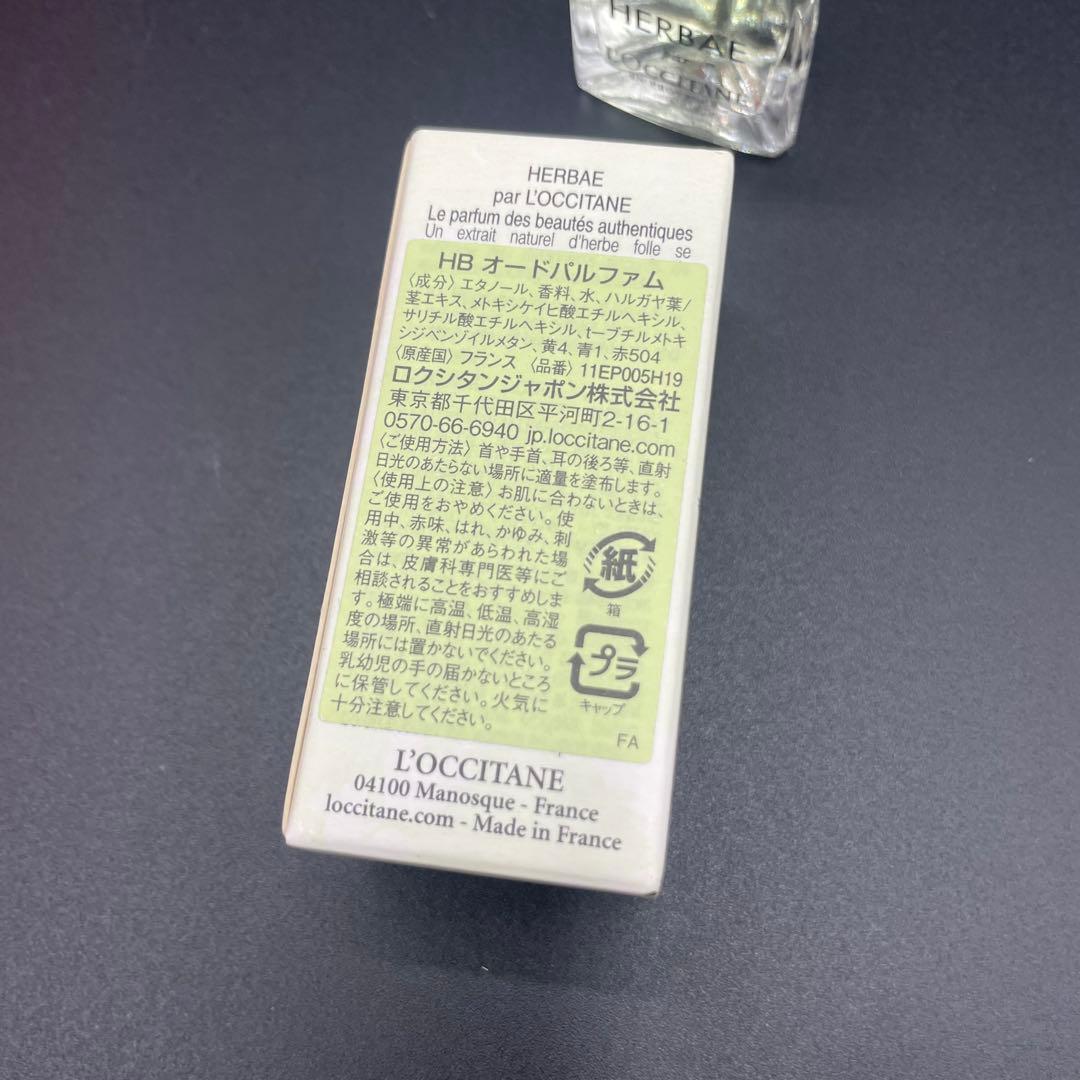 HERBAE
L'OCCITANE
HERBAE
par L'OCCITANE
Le parfum des beautés authentiques
Un extrait naturel d'herbe folle se
HB オードパルファム
〈成分〉エタノール、香料、水、ハルガヤ葉/
茎エキス、メトキシケイヒ酸エチルヘキシル、
サリチル酸エチルヘキシル、t-ブチルメトキ
シジベンゾイルメタン、黄4、青1、赤504
〈原産国〉フランス 〈品番〉11EP005H19
ロクシタンジャポン株式会社
東京都千代田区平河町2-16-1
0570-66-6940 jp.loccitane.com
〈ご使用方法〉首や手首、耳の後ろ等、直射
日光のあたらない場所に適量を塗布します。
〈使用上の注意〉お肌に合わないときは、
ご使用をおやめください。使
用中、赤味、はれ、かゆみ、刺
激等の異常があらわれた場
合は、皮膚科専門医等にご
相談されることをおすすめしま
す。極端に高温、低温、高湿
度の場所、直射日光のあたる
場所には置かないでください。
乳幼児の手の届かないところ
に保管してください。火気に
十分注意してください。
紙
箱
プラ
キャップ
FA
L'OCCITANE
04100 Manosque - France
loccitane.com - Made in France